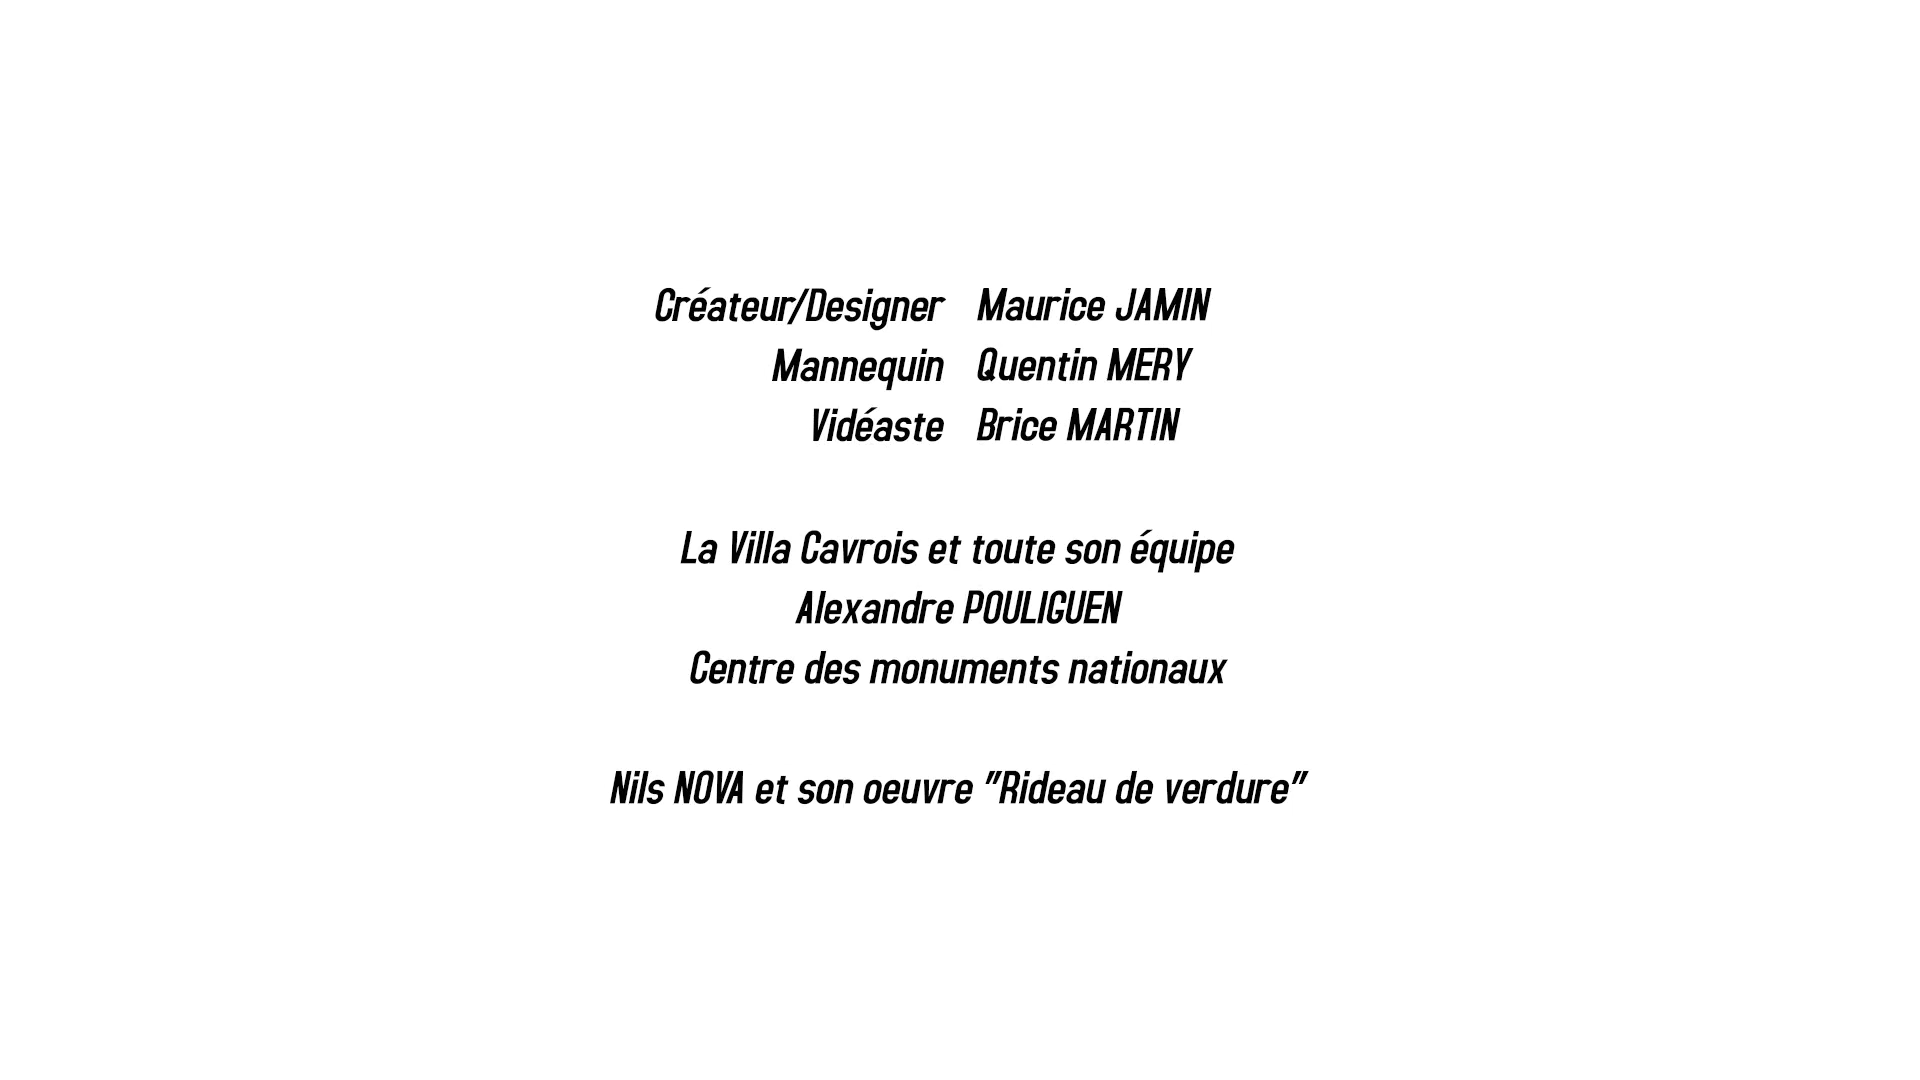 Créateur/Designer Maurice JAMIN
Mannequin Quentin MERY
Vidéaste Brice MARTIN
La Villa Cavrois et toute son équipe
Alexandre POULIGUEN
Centre des monuments nationaux
Nils NOVA et son oeuvre "Rideau de verdure"